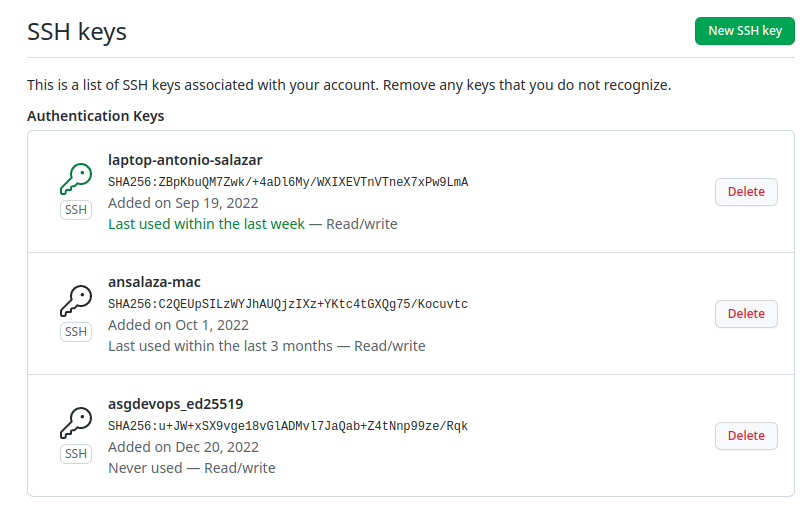 SSH keys
New SSH key
This is a list of SSH keys associated with your account. Remove any keys that you do not recognize.
Authentication Keys
laptop-antonio-salazar
SHA256:ZBpKbuQM7Zwk/+4aDl6My/WXIXEVTnVTneX7xPw9LmA
Added on Sep 19, 2022
Last used within the last week — Read/write
SSH
Delete
ansalaza-mac
SHA256:C2QEUpSILzWYJhAUQjzIXz+YKtc4tGXQg75/Kocuvtc
Added on Oct 1, 2022
Last used within the last 3 months — Read/write
SSH
Delete
asgdevops_ed25519
SHA256:u+JW+xSX9vge18vGlADMvl7JaQab+Z4tNnp99ze/Rqk
Added on Dec 20, 2022
Never used — Read/write
SSH
Delete